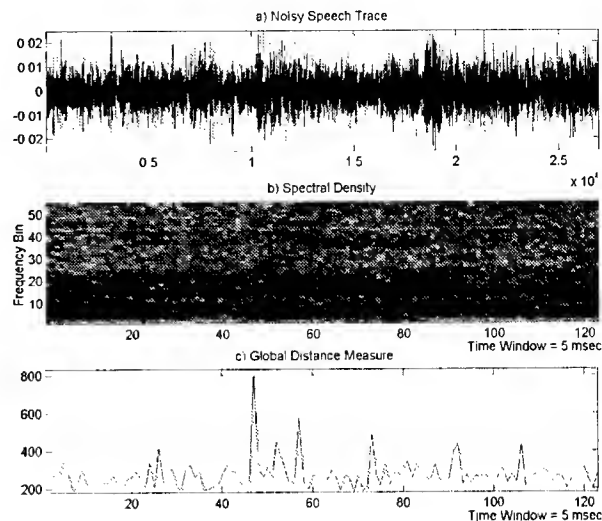 a) Noisy Speech Trace
0 02
0 01
0
-0 01
-0 02
0 5 1 1 5 2 2.5
x 10⁴
b) Spectral Density
Frequency Bin
50
40
30
20
10
20 40 60 80 100 120
Time Window = 5 msec
c) Global Distance Measure
800
600
400
200
0 20 40 60 80 100 120
Time Window = 5 msec